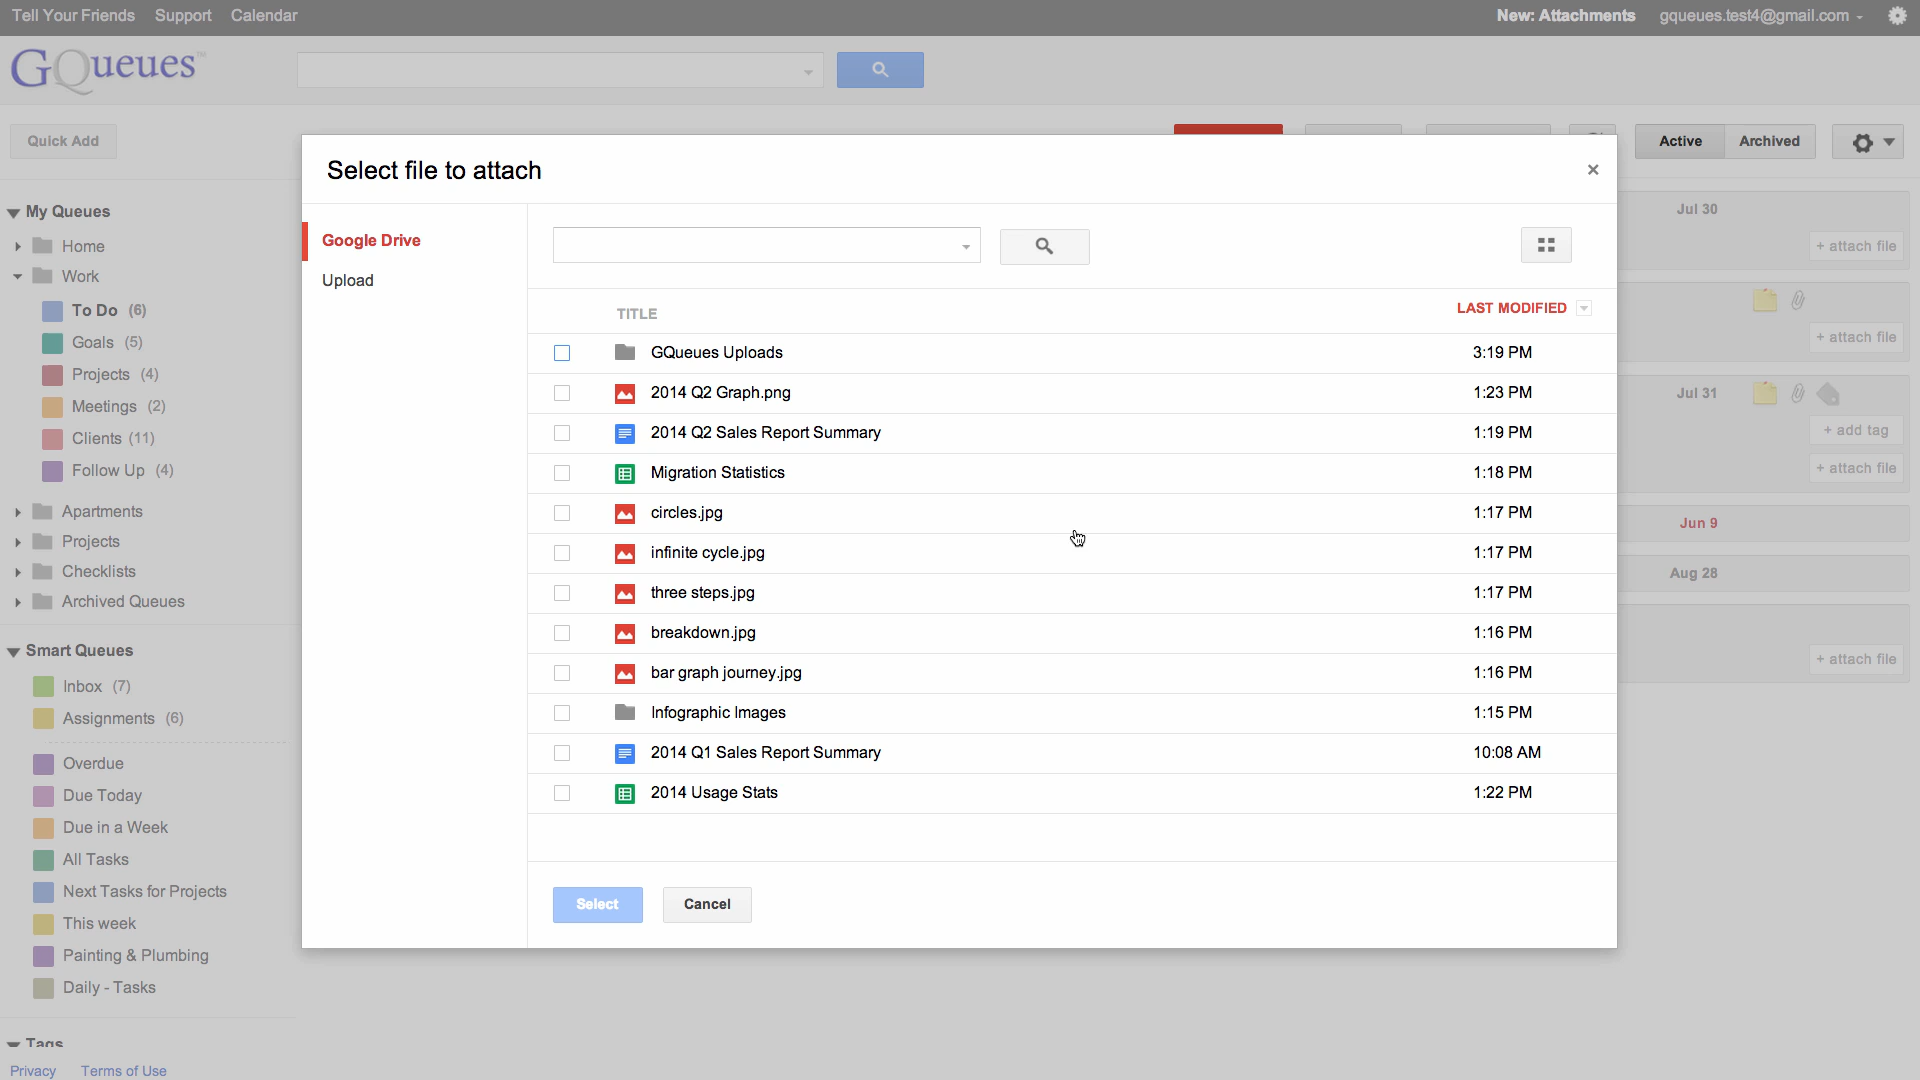 Tell Your Friends Support Calendar New: Attachments gqueues.test4@gmail.com
GQueues™
Quick Add
Active Archived
My Queues
Home
Work
To Do (6)
Goals (5)
Projects (4)
Meetings (2)
Clients (11)
Follow Up (4)
Apartments
Projects
Checklists
Archived Queues
Smart Queues
Inbox (7)
Assignments (6)
Overdue
Due Today
Due in a Week
All Tasks
Next Tasks for Projects
This week
Painting & Plumbing
Daily - Tasks
Tags
Privacy Terms of Use
Select file to attach
Google Drive
Upload
TITLE LAST MODIFIED
GQueues Uploads 3:19 PM
2014 Q2 Graph.png 1:23 PM
2014 Q2 Sales Report Summary 1:19 PM
Migration Statistics 1:18 PM
circles.jpg 1:17 PM
infinite cycle.jpg 1:17 PM
three steps.jpg 1:17 PM
breakdown.jpg 1:16 PM
bar graph journey.jpg 1:16 PM
Infographic Images 1:15 PM
2014 Q1 Sales Report Summary 10:08 AM
2014 Usage Stats 1:22 PM
Select Cancel
Jul 30
+ attach file
+ attach file
Jul 31
+ add tag
+ attach file
Jun 9
Aug 28
+ attach file